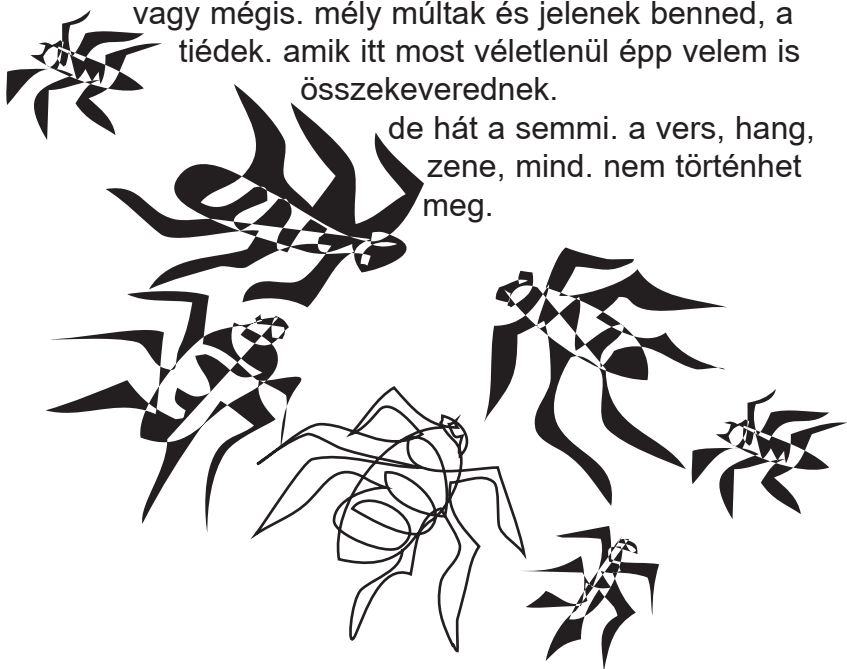 vagy mégis. mély múltak és jelenek benned, a
tiédek. amik itt most véletlenül épp velem is
összekeverednek.
de hát a semmi. a vers, hang,
zene, mind. nem történhet
meg.